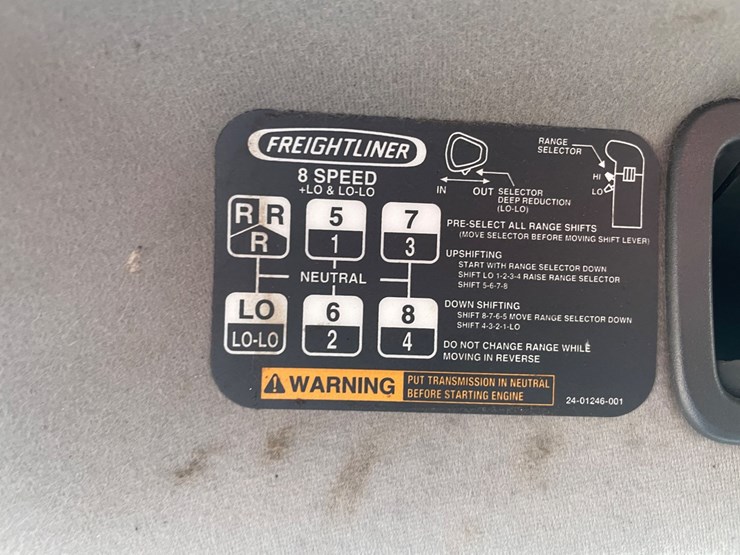 FREIGHTLINER
8 SPEED
+LO & LO-LO
R R
R
5
1
7
3
NEUTRAL
LO
LO-LO
6
2
8
4
IN
OUT SELECTOR
DEEP REDUCTION
(LO-LO)
RANGE
SELECTOR
HI
LO
PRE-SELECT ALL RANGE SHIFTS
(MOVE SELECTOR BEFORE MOVING SHIFT LEVER)
UPSHIFTING
START WITH RANGE SELECTOR DOWN
SHIFT LO 1-2-3-4 RAISE RANGE SELECTOR
SHIFT 5-6-7-8
DOWN SHIFTING
SHIFT 8-7-6-5 MOVE RANGE SELECTOR DOWN
SHIFT 4-3-2-1-LO
DO NOT CHANGE RANGE WHILE
MOVING IN REVERSE
WARNING
PUT TRANSMISSION IN NEUTRAL
BEFORE STARTING ENGINE
24-01246-001